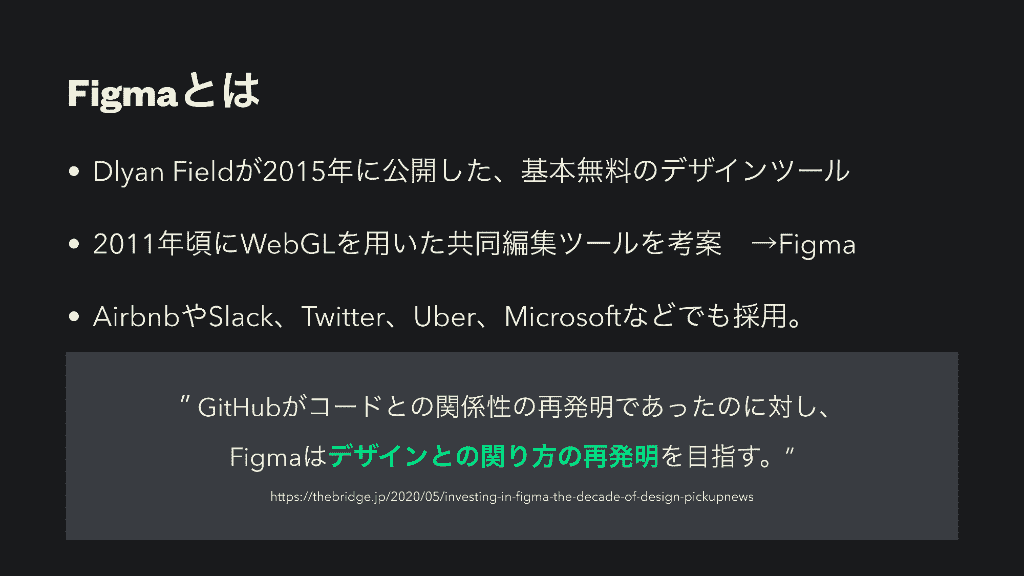 Figmaとは
• Dlyan Fieldが2015年に公開した、基本無料のデザインツール
• 2011年頃にWebGLを用いた共同編集ツールを考案　→Figma
• AirbnbやSlack、Twitter、Uber、Microsoftなどでも採用。
” GitHubがコードとの関係性の再発明であったのに対し、
Figmaはデザインとの関り方の再発明を目指す。”
https://thebridge.jp/2020/05/investing-in-figma-the-decade-of-design-pickupnews